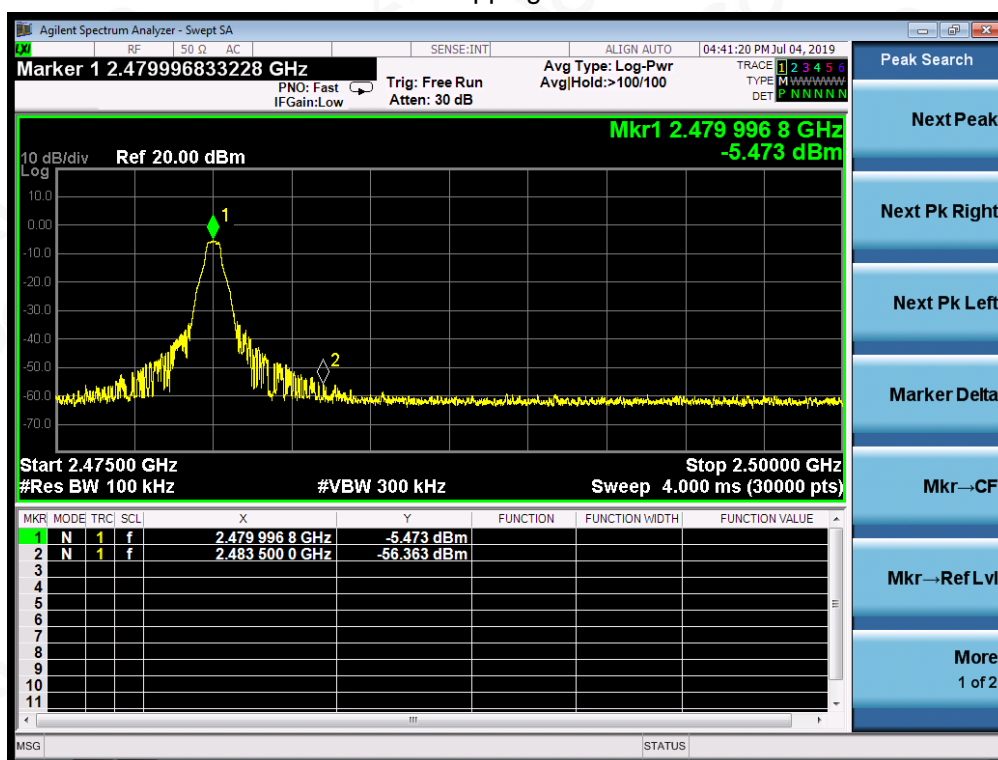 pping
Agilent Spectrum Analyzer - Swept SA
LXI RF 50 Ω AC SENSE:INT ALIGN AUTO 04:41:20 PM Jul 04, 2019
Marker 1 2.479996833228 GHz
PNO: Fast
IFGain:Low
Trig: Free Run
Atten: 30 dB
Avg Type: Log-Pwr
Avg|Hold:>100/100
TRACE 1 2 3 4 5 6
TYPE M WWWWW
DET P N N N N N
Mkr1 2.479 996 8 GHz
-5.473 dBm
10 dB/div Ref 20.00 dBm
Log
10.0
0.00
-10.0
-20.0
-30.0
-40.0
-50.0
-60.0
-70.0
1
2
Start 2.47500 GHz Stop 2.50000 GHz
#Res BW 100 kHz #VBW 300 kHz Sweep 4.000 ms (30000 pts)
MKR MODE TRC SCL X Y FUNCTION FUNCTION WIDTH FUNCTION VALUE
1 N 1 f 2.479 996 8 GHz -5.473 dBm
2 N 1 f 2.483 500 0 GHz -56.363 dBm
3
4
5
6
7
8
9
10
11
MSG STATUS
Peak Search
Next Peak
Next Pk Right
Next Pk Left
Marker Delta
Mkr→CF
Mkr→Ref Lvl
More
1 of 2